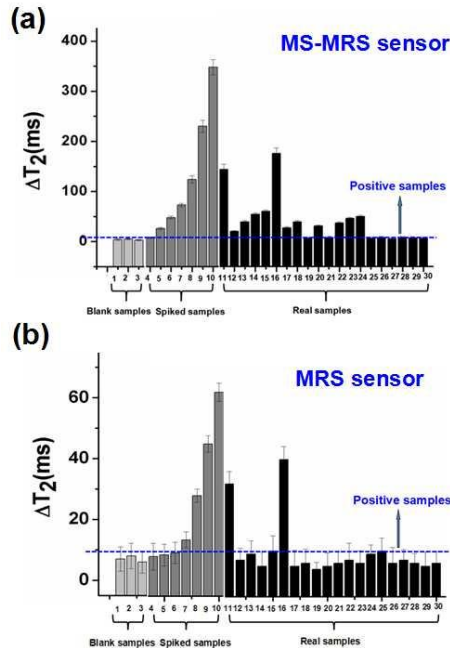 (a)
MS-MRS sensor
400
300
200
100
0
ΔT2(ms)
Positive samples
1 2 3 4 5 6 7 8 9 10 11 12 13 14 15 16 17 18 19 20 21 22 23 24 25 26 27 28 29 30
Blank samples Spiked samples Real samples
(b)
MRS sensor
60
40
20
0
ΔT2(ms)
Positive samples
1 2 3 4 5 6 7 8 9 10 11 12 13 14 15 16 17 18 19 20 21 22 23 24 25 26 27 28 29 30
Blank samples Spiked samples Real samples